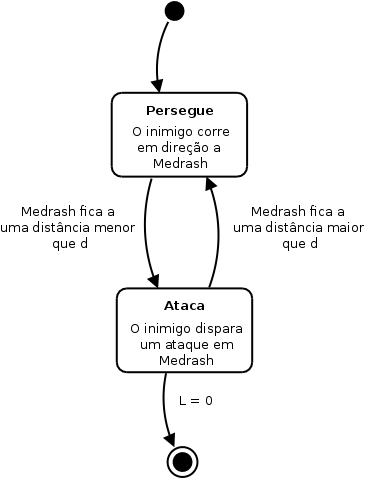 Persegue
O inimigo corre
em direção a
Medrash
Medrash fica a
uma distância menor
que d
Medrash fica a
uma distância maior
que d
Ataca
O inimigo dispara
um ataque em
Medrash
L = 0